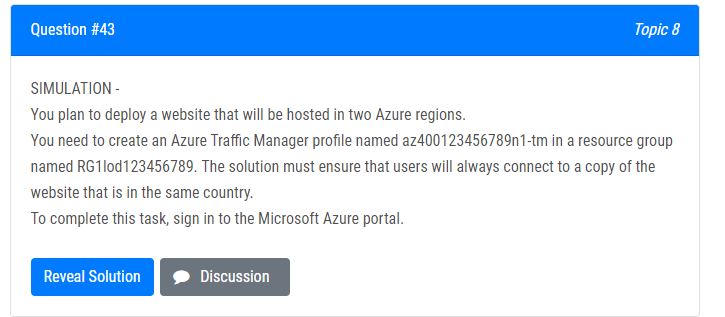 Question #43
Topic 8
SIMULATION -
You plan to deploy a website that will be hosted in two Azure regions.
You need to create an Azure Traffic Manager profile named az400123456789n1-tm in a resource group
named RG1lod123456789. The solution must ensure that users will always connect to a copy of the
website that is in the same country.
To complete this task, sign in to the Microsoft Azure portal.
Reveal Solution
Discussion